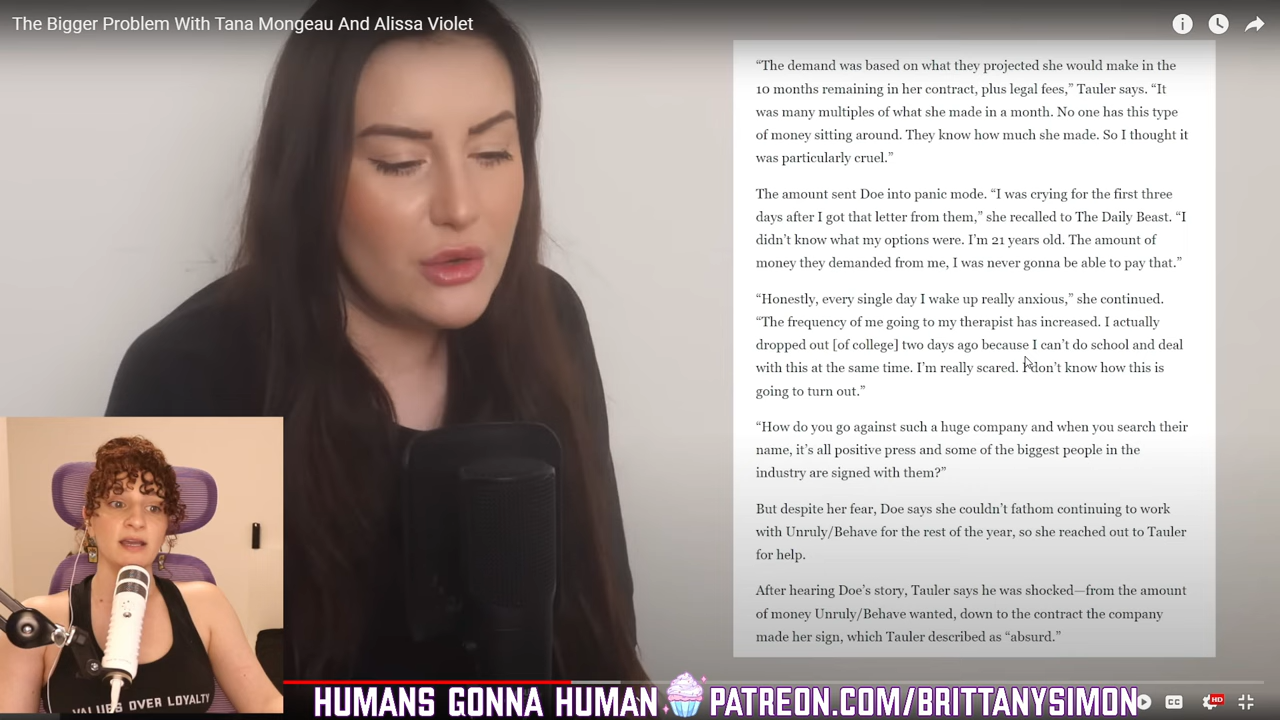 The Bigger Problem With Tana Mongeau And Alissa Violet
“The demand was based on what they projected she would make in the
10 months remaining in her contract, plus legal fees,” Tauler says. “It
was many multiples of what she made in a month. No one has this type
of money sitting around. They know how much she made. So I thought it
was particularly cruel.”
The amount sent Doe into panic mode. “I was crying for the first three
days after I got that letter from them,” she recalled to The Daily Beast. “I
didn’t know what my options were. I’m 21 years old. The amount of
money they demanded from me, I was never gonna be able to pay that.”
“Honestly, every single day I wake up really anxious,” she continued.
“The frequency of me going to my therapist has increased. I actually
dropped out [of college] two days ago because I can’t do school and deal
with this at the same time. I’m really scared. I don’t know how this is
going to turn out.”
“How do you go against such a huge company and when you search their
name, it’s all positive press and some of the biggest people in the
industry are signed with them?”
But despite her fear, Doe says she couldn’t fathom continuing to work
with Unruly/Behave for the rest of the year, so she reached out to Tauler
for help.
After hearing Doe’s story, Tauler says he was shocked—from the amount
of money Unruly/Behave wanted, down to the contract the company
made her sign, which Tauler described as “absurd.”
VALUES OVER LOYALTY
HUMANS GONNA HUMAN PATREON.COM/BRITTANYSIMON
CC
HD